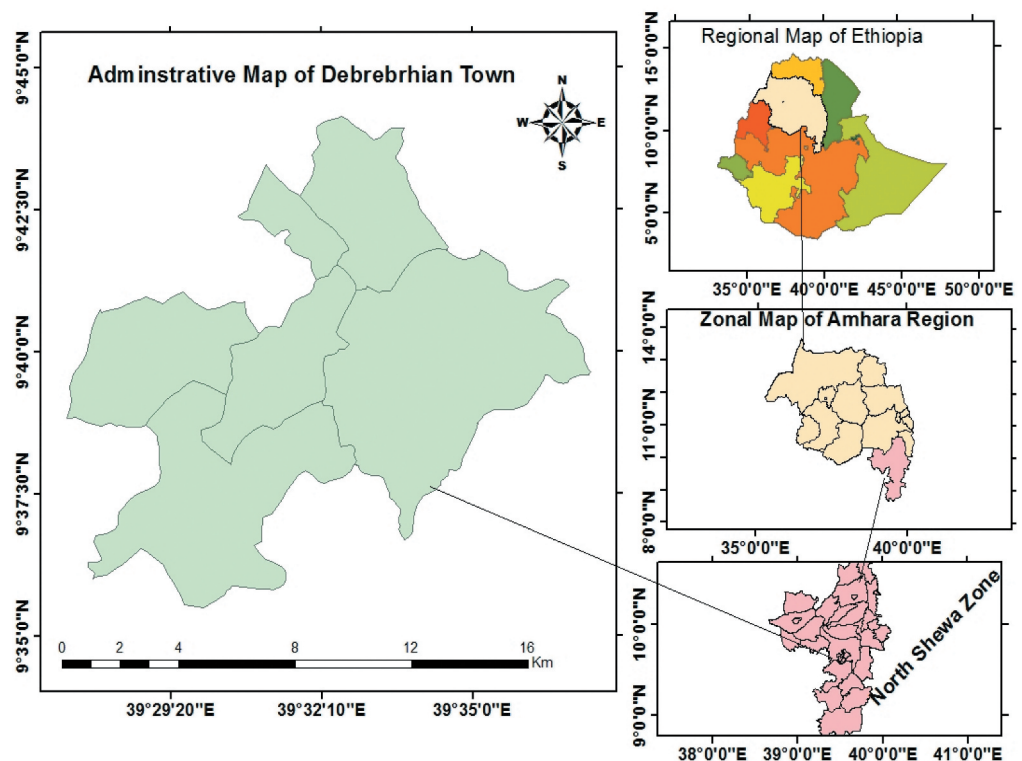 Adminstrative Map of Debrebrhian Town
N
W E
S
9°45'0"N
9°42'30"N
9°40'0"N
9°37'30"N
9°35'0"N
0 2 4 8 12 16
Km
39°29'20"E 39°32'10"E 39°35'0"E
Regional Map of Ethiopia
15°0'0"N
10°0'0"N
5°0'0"N
35°0'0"E 40°0'0"E 45°0'0"E 50°0'0"E
Zonal Map of Amhara Region
14°0'0"N
11°0'0"N
8°0'0"N
35°0'0"E 40°0'0"E
North Shewa Zone
10°0'0"N
9°0'0"N
38°0'0"E 39°0'0"E 40°0'0"E 41°0'0"E